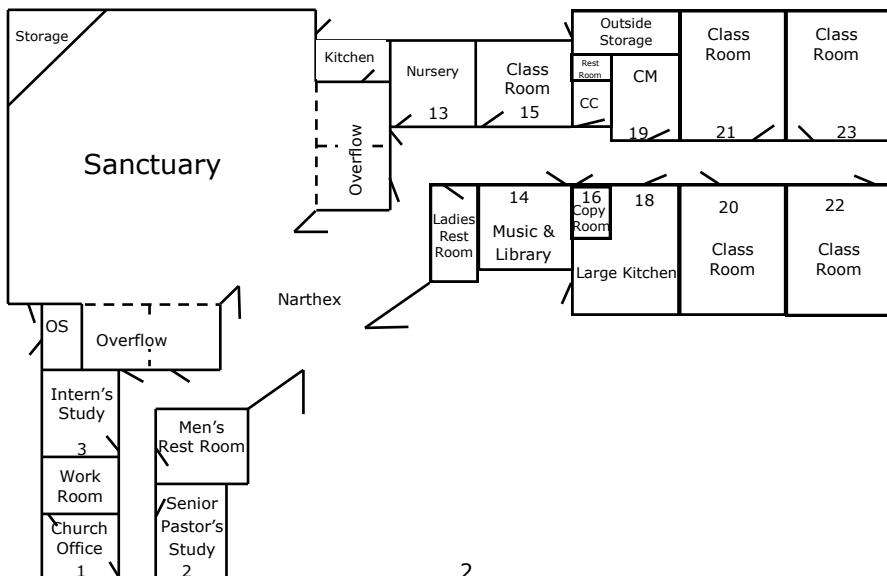 Storage
Sanctuary
Kitchen
Nursery
13
Class
Room
15
Outside
Storage
Rest
Room
CC
CM
19
Class
Room
21
Class
Room
23
Overflow
Ladies
Rest
Room
14
Music &
Library
16
Copy
Room
18
Large Kitchen
20
Class
Room
22
Class
Room
Narthex
OS
Overflow
Intern’s
Study
3
Men’s
Rest Room
Work
Room
Church
Office
1
Senior
Pastor’s
Study
2
2